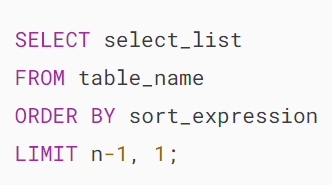 SELECT select_list
FROM table_name
ORDER BY sort_expression
LIMIT n-1, 1;